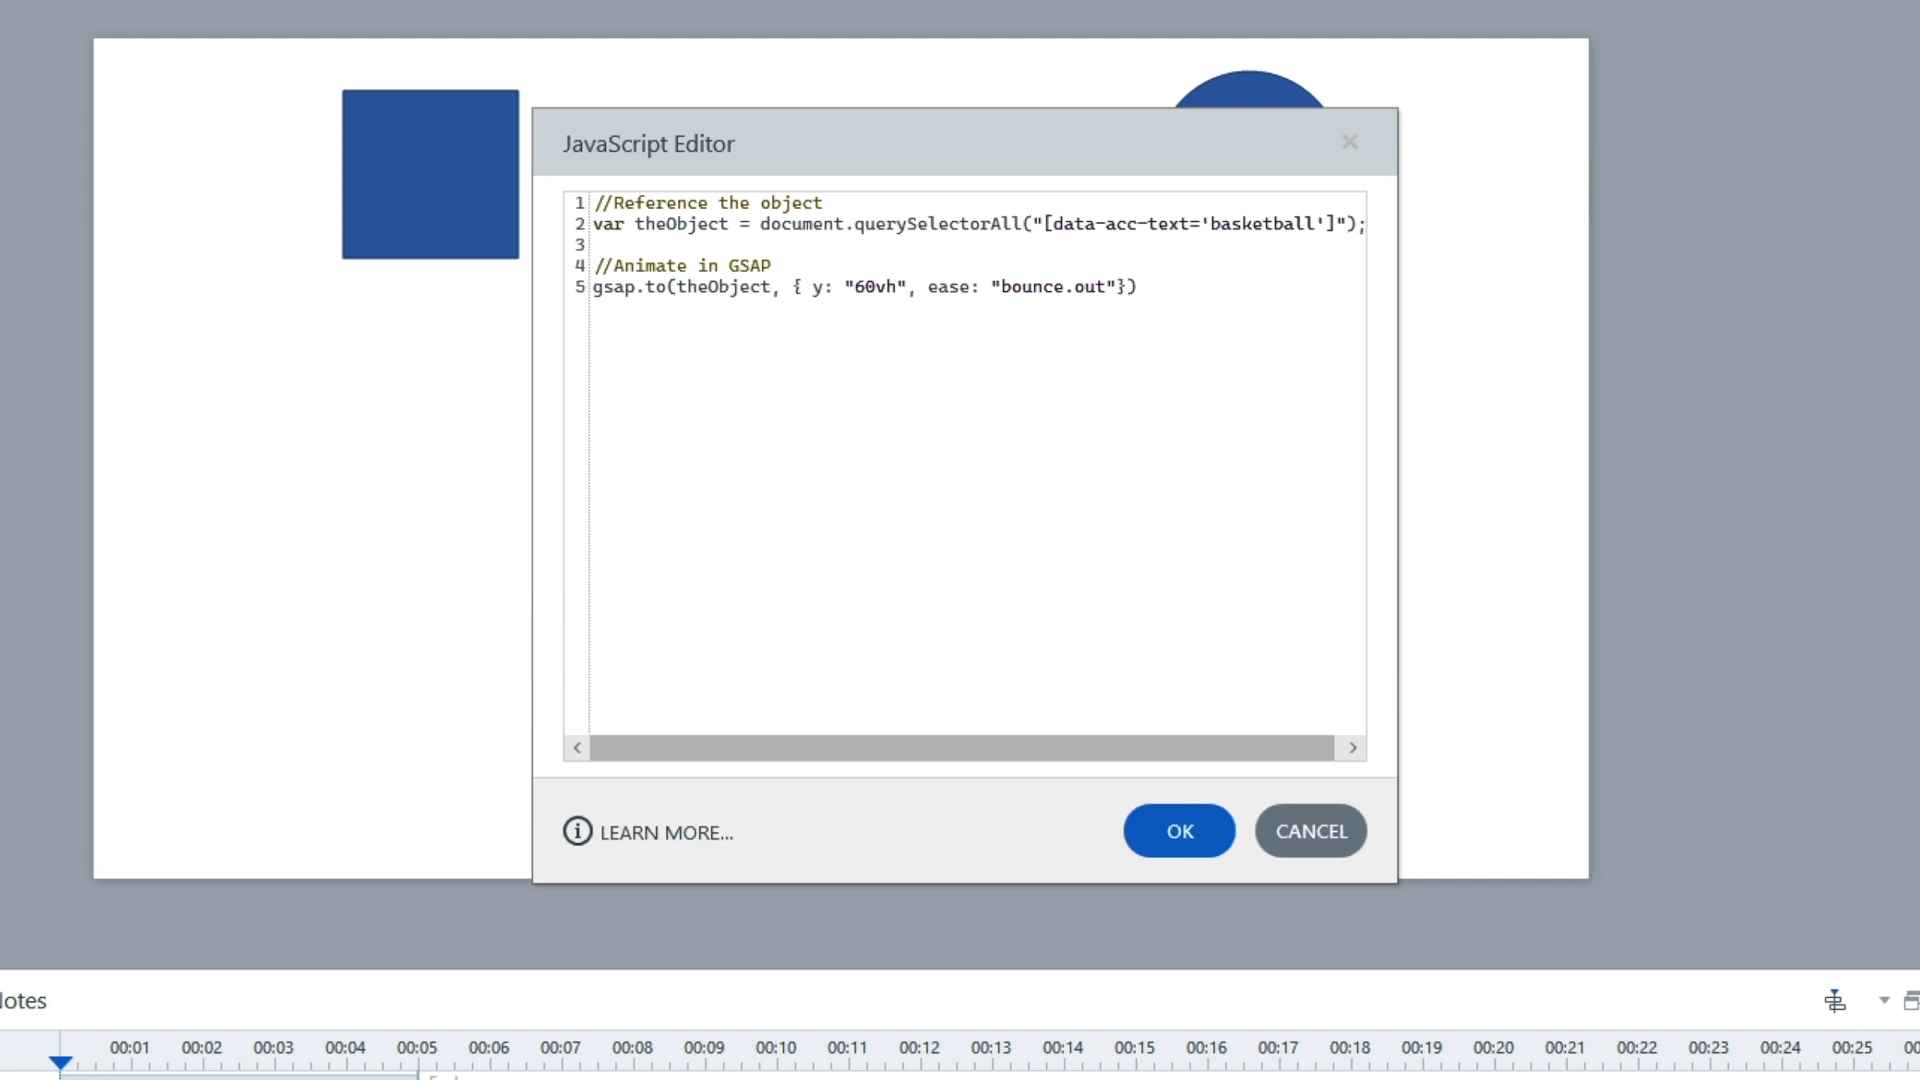 JavaScript Editor
1 //Reference the object
2 var theObject = document.querySelectorAll("[data-acc-text='basketball']");
3
4 //Animate in GSAP
5 gsap.to(theObject, { y: "60vh", ease: "bounce.out"})
LEARN MORE...
OK
CANCEL
otes
00:01 00:02 00:03 00:04 00:05 00:06 00:07 00:08 00:09 00:10 00:11 00:12 00:13 00:14 00:15 00:16 00:17 00:18 00:19 00:20 00:21 00:22 00:23 00:24 00:25 00